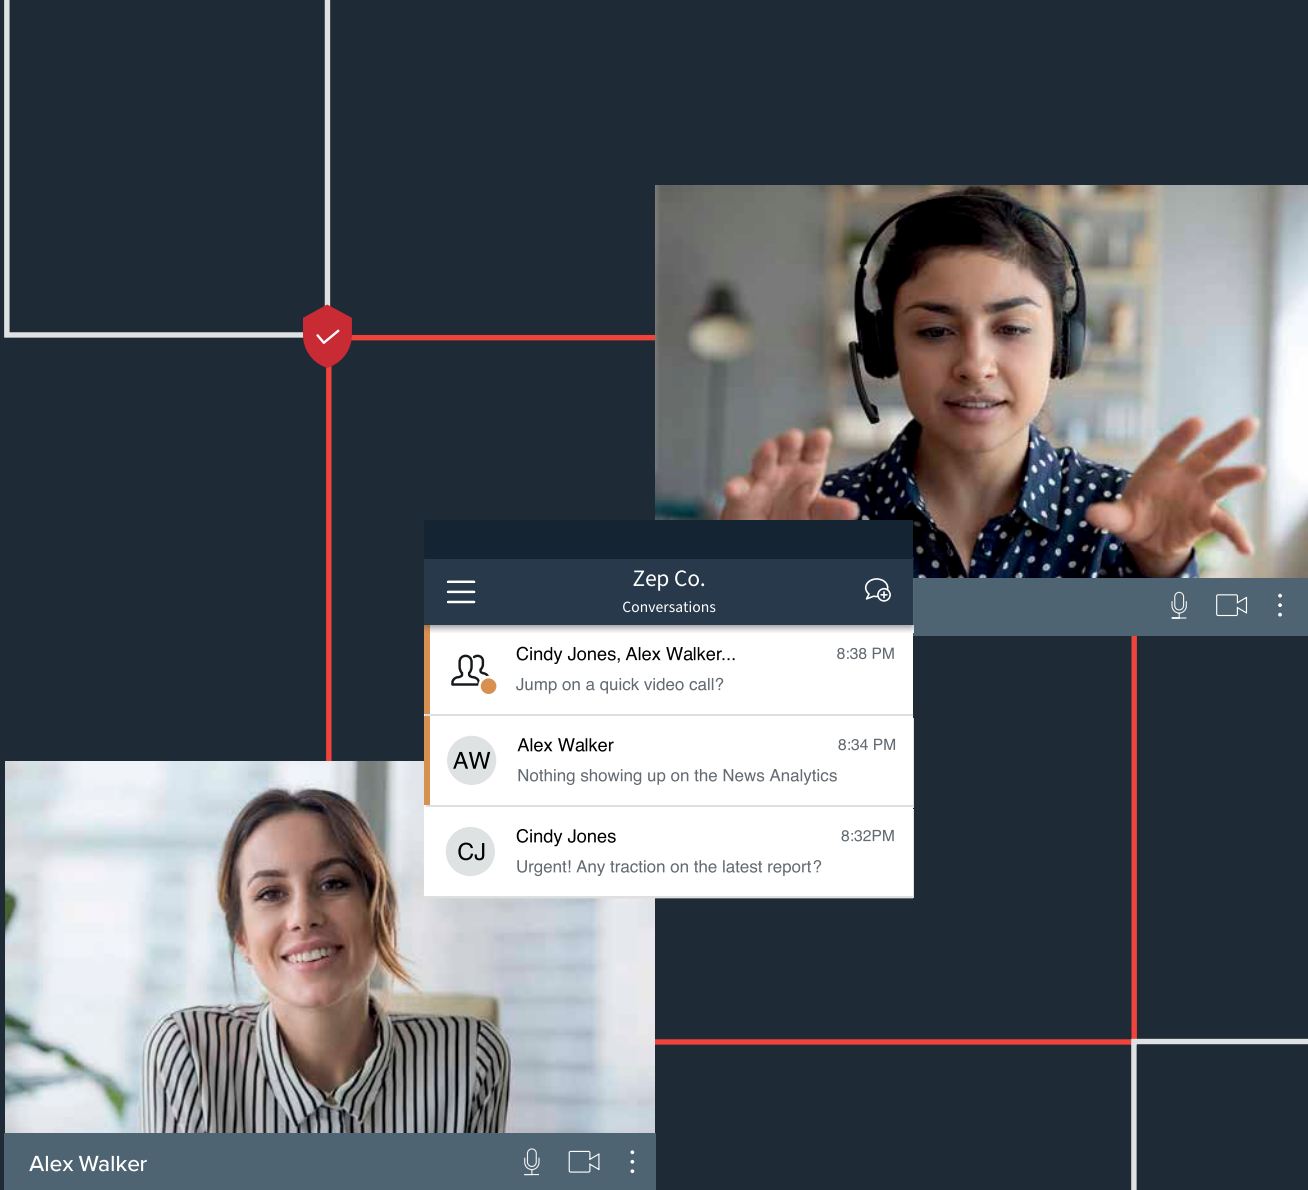 Zep Co.
Conversations
Cindy Jones, Alex Walker...
8:38 PM
Jump on a quick video call?
AW
Alex Walker
8:34 PM
Nothing showing up on the News Analytics
CJ
Cindy Jones
8:32PM
Urgent! Any traction on the latest report?
Alex Walker